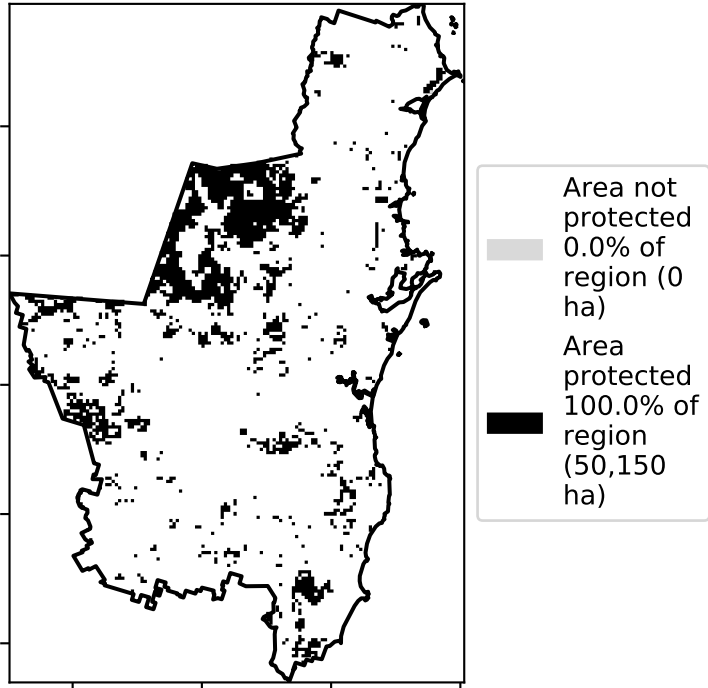 Area not
protected
0.0% of
region (0
ha)
Area
protected
100.0% of
region
(50,150
ha)